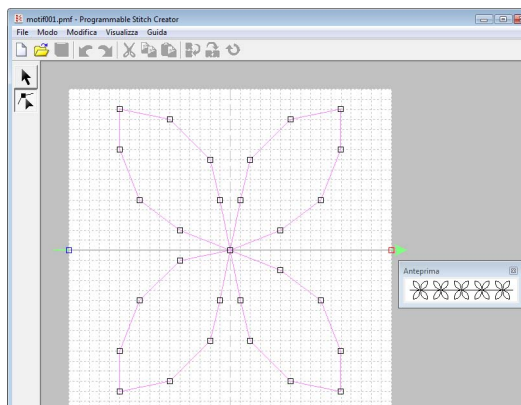 motif001.pmf - Programmable Stitch Creator
File Modo Modifica Visualizza Guida
Anteprima